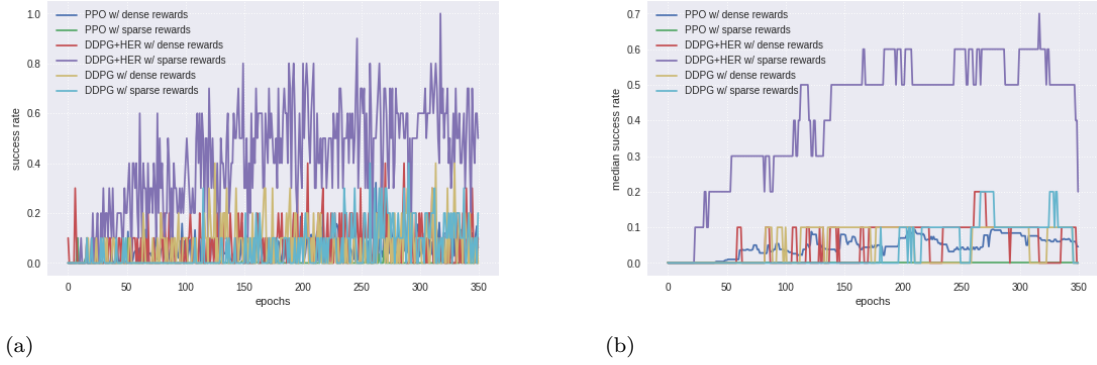 PPO w/ dense rewards
PPO w/ sparse rewards
DDPG+HER w/ dense rewards
DDPG+HER w/ sparse rewards
DDPG w/ dense rewards
DDPG w/ sparse rewards
success rate
1.0
0.8
0.6
0.4
0.2
0.0
0 50 100 150 200 250 300 350
epochs
(a)
PPO w/ dense rewards
PPO w/ sparse rewards
DDPG+HER w/ dense rewards
DDPG+HER w/ sparse rewards
DDPG w/ dense rewards
DDPG w/ sparse rewards
median success rate
0.7
0.6
0.5
0.4
0.3
0.2
0.1
0.0
0 50 100 150 200 250 300 350
epochs
(b)